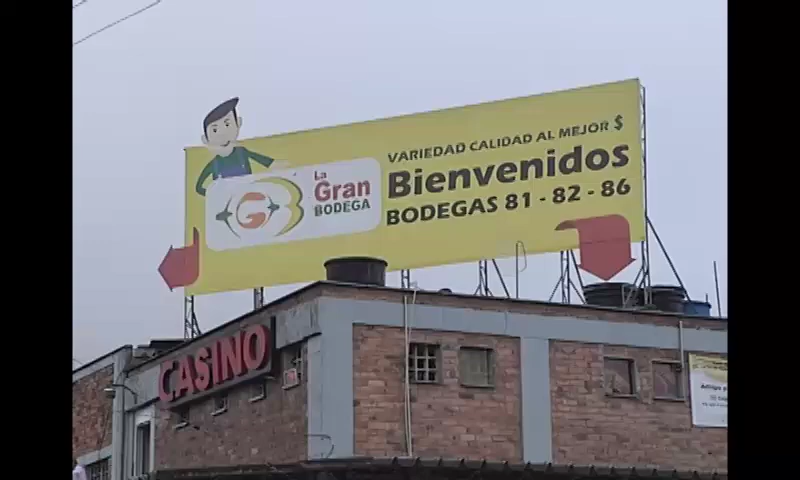 VARIEDAD CALIDAD AL MEJOR $
La
Gran
BODEGA
G
Bienvenidos
BODEGAS 81 - 82 - 86
CASINO